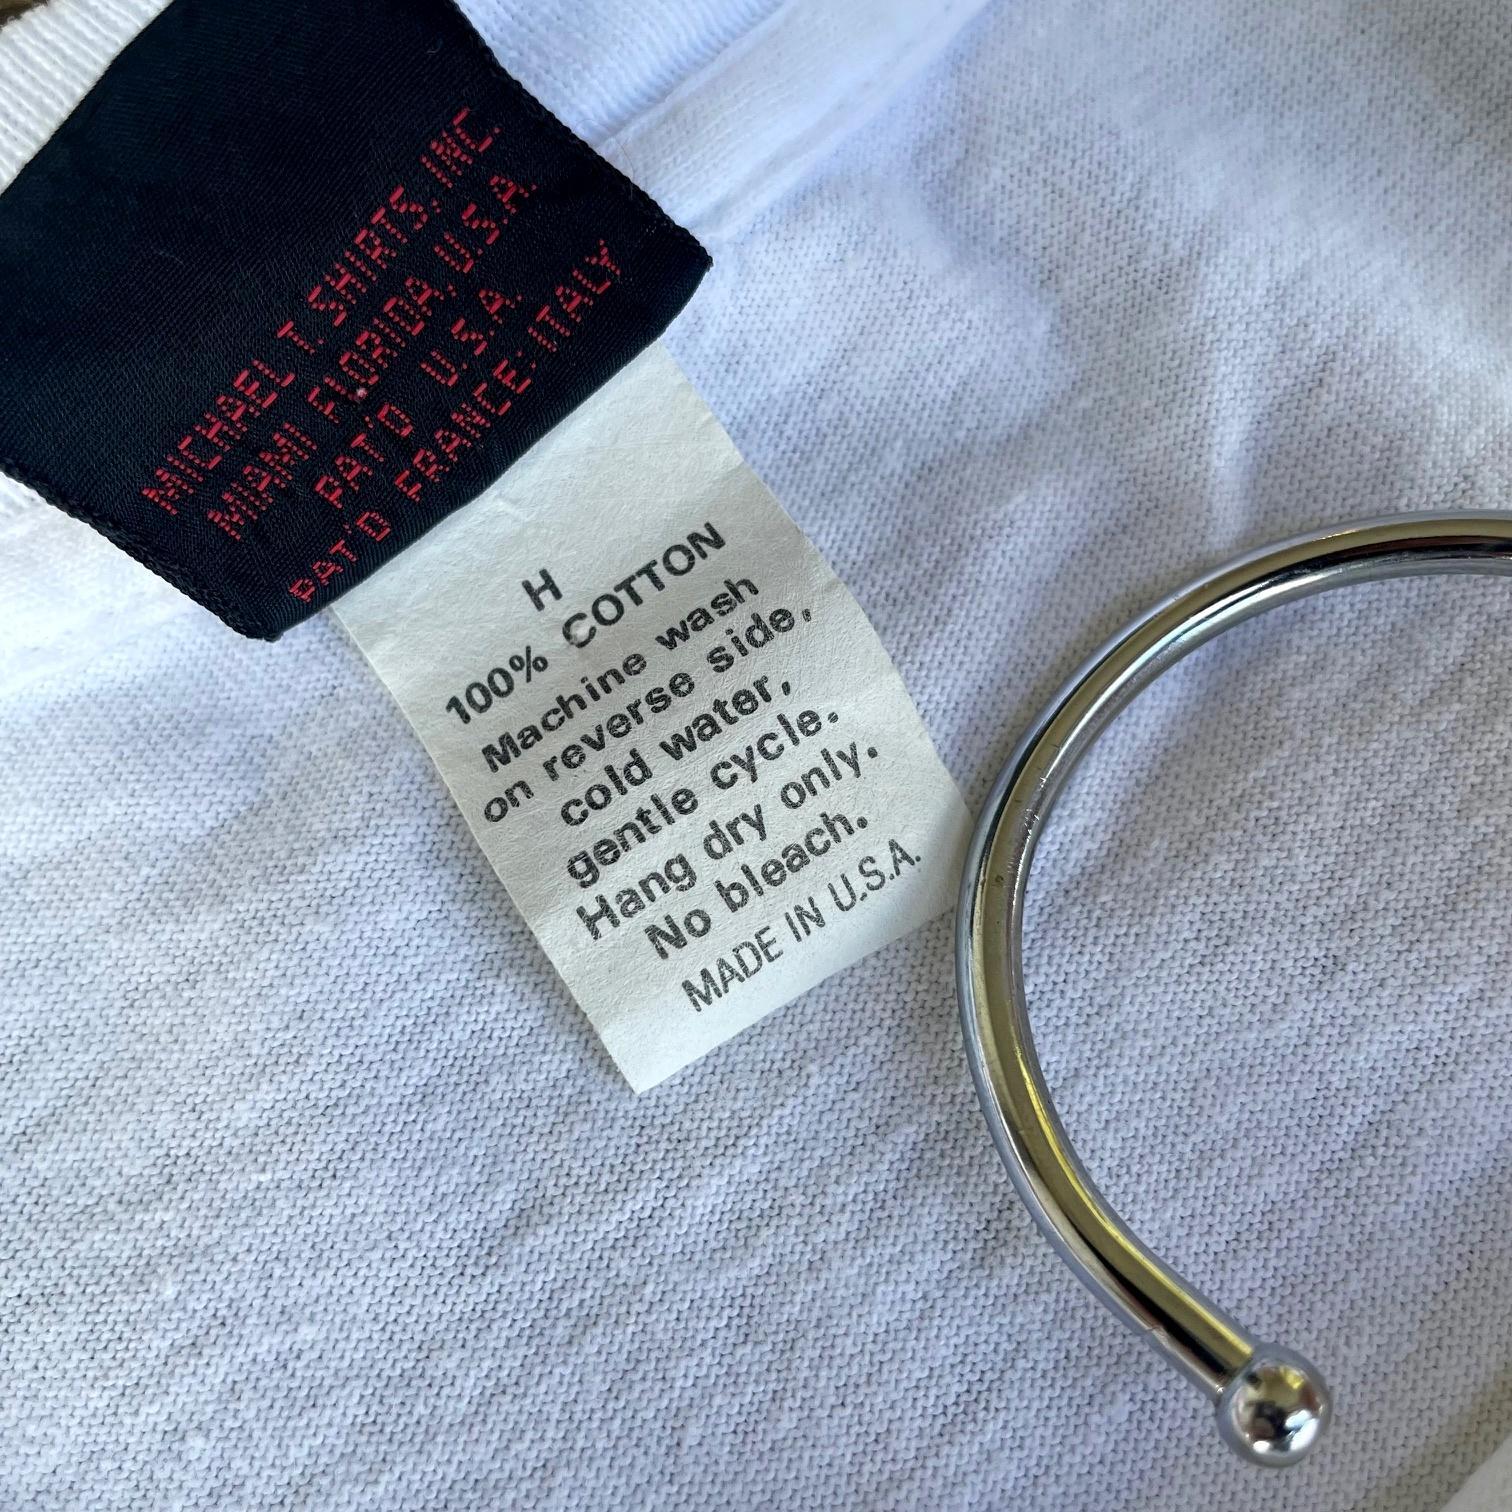 MICHAEL T. SHIRTS, INC.
MIAMI FLORIDA, U.S.A.
PAT'D U.S.A.
PAT'D FRANCE-ITALY
H
100% COTTON
Machine wash
on reverse side,
cold water,
gentle cycle.
Hang dry only.
No bleach.
MADE IN U.S.A.